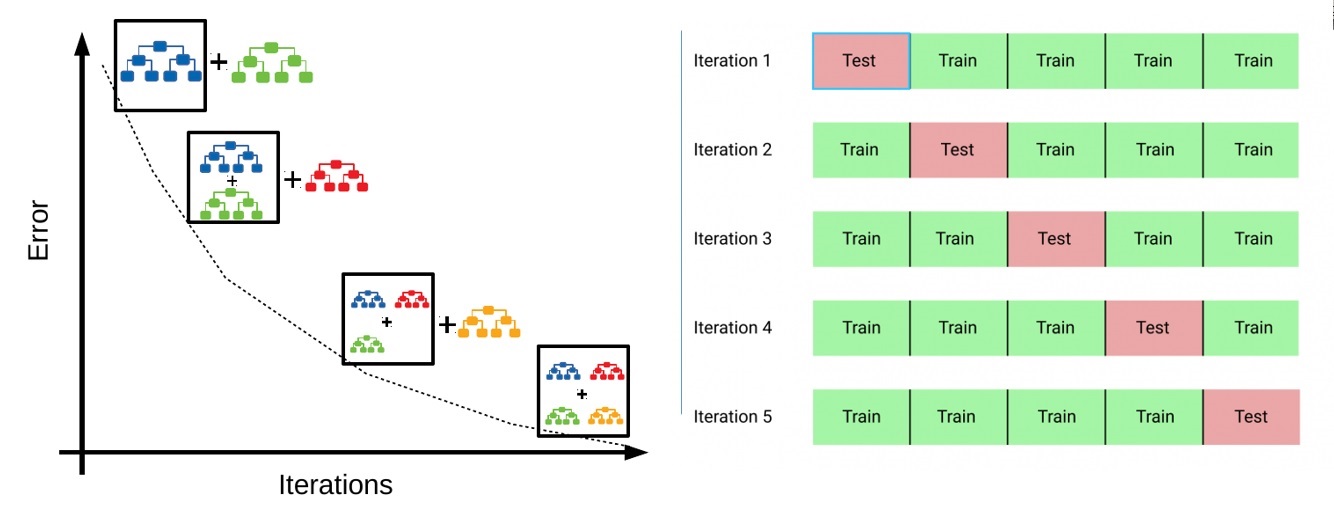 Error
+
+
+
+
+
+
Iterations
Iteration 1 Test Train Train Train Train
Iteration 2 Train Test Train Train Train
Iteration 3 Train Train Test Train Train
Iteration 4 Train Train Train Test Train
Iteration 5 Train Train Train Train Test